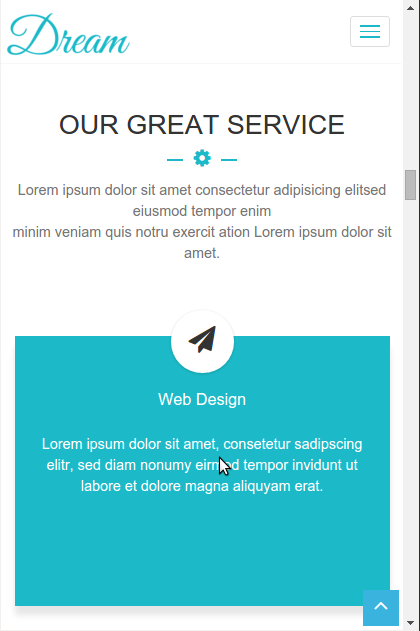 Dream
OUR GREAT SERVICE
Lorem ipsum dolor sit amet consectetur adipisicing elitsed
eiusmod tempor enim
minim veniam quis notru exercit ation Lorem ipsum dolor sit
amet.
Web Design
Lorem ipsum dolor sit amet, consetetur sadipscing
elitr, sed diam nonumy eirmod tempor invidunt ut
labore et dolore magna aliquyam erat.